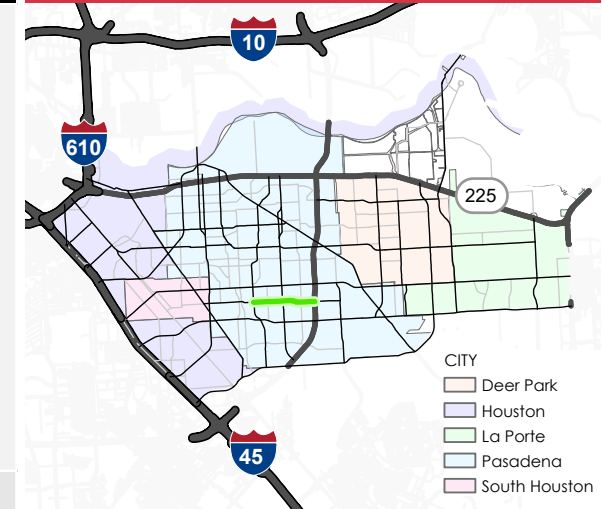 10
610
225
CITY
Deer Park
Houston
La Porte
Pasadena
South Houston
45